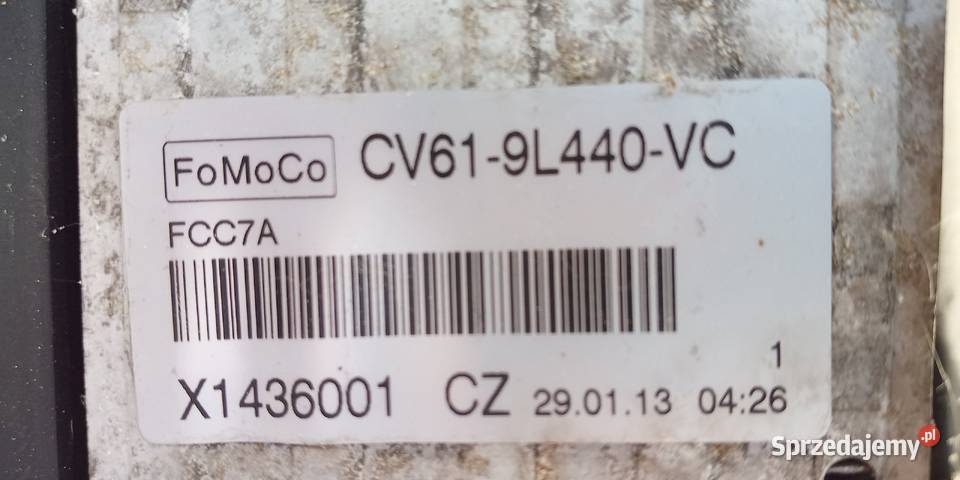 FoMoCo CV61-9L440-VC
FCC7A
1
X1436001 CZ 29.01.13 04:26
Sprzedajemy.pl